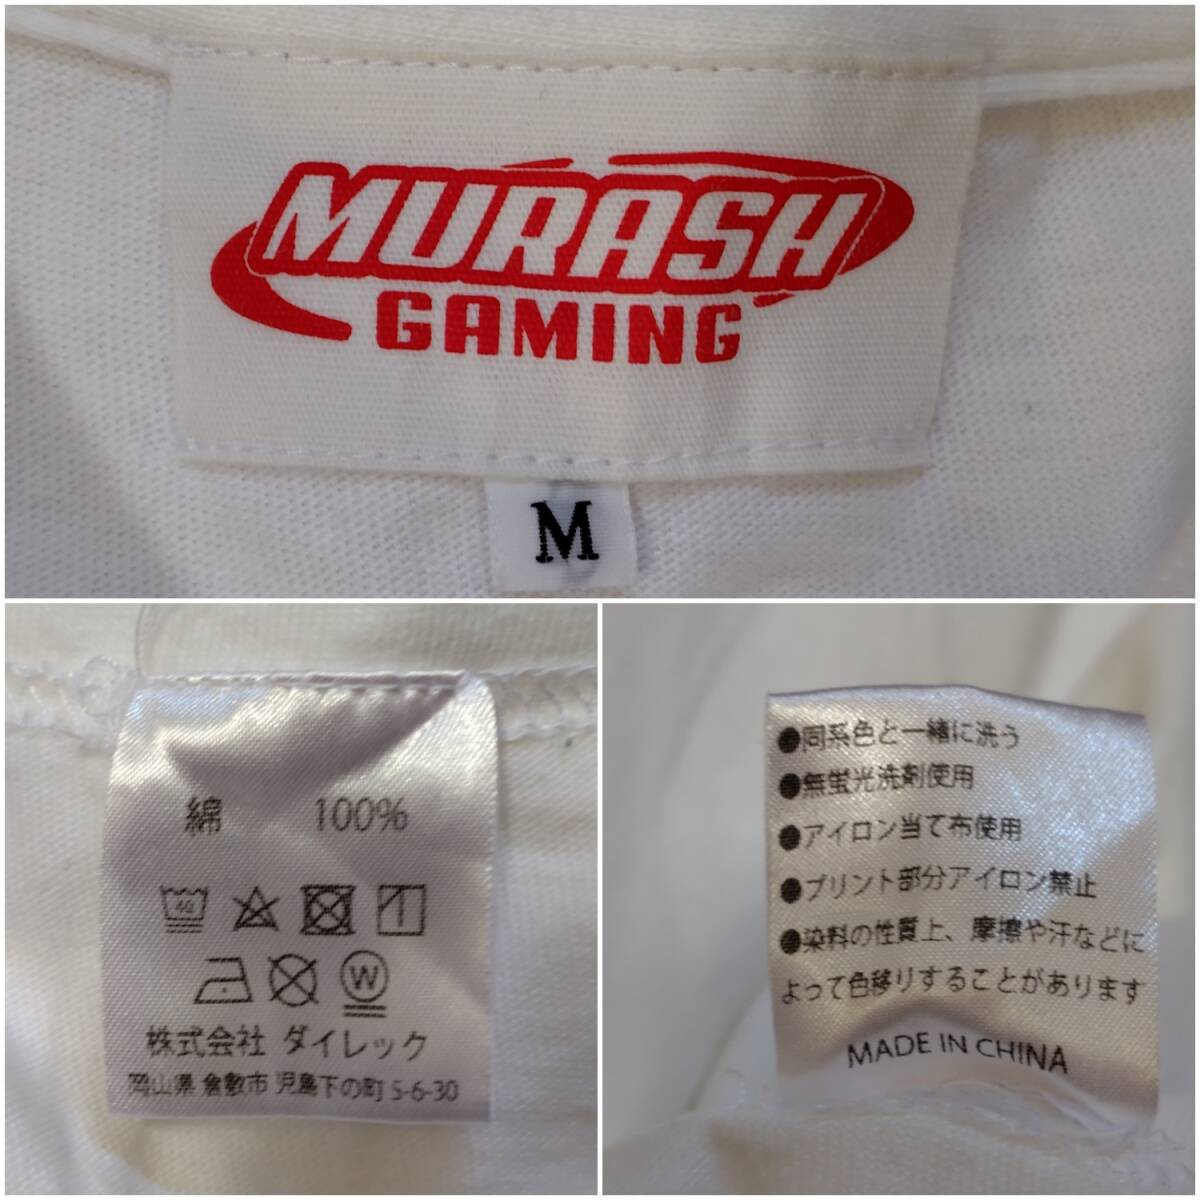 MURASH
GAMING
M
綿 100%
40
W
株式会社 ダイレック
岡山県 倉敷市 児島下の町 5-6-30
●同系色と一緒に洗う
●無蛍光洗剤使用
●アイロン当て布使用
●プリント部分アイロン禁止
●染料の性質上、摩擦や汗などに
よって色移りすることがあります
MADE IN CHINA